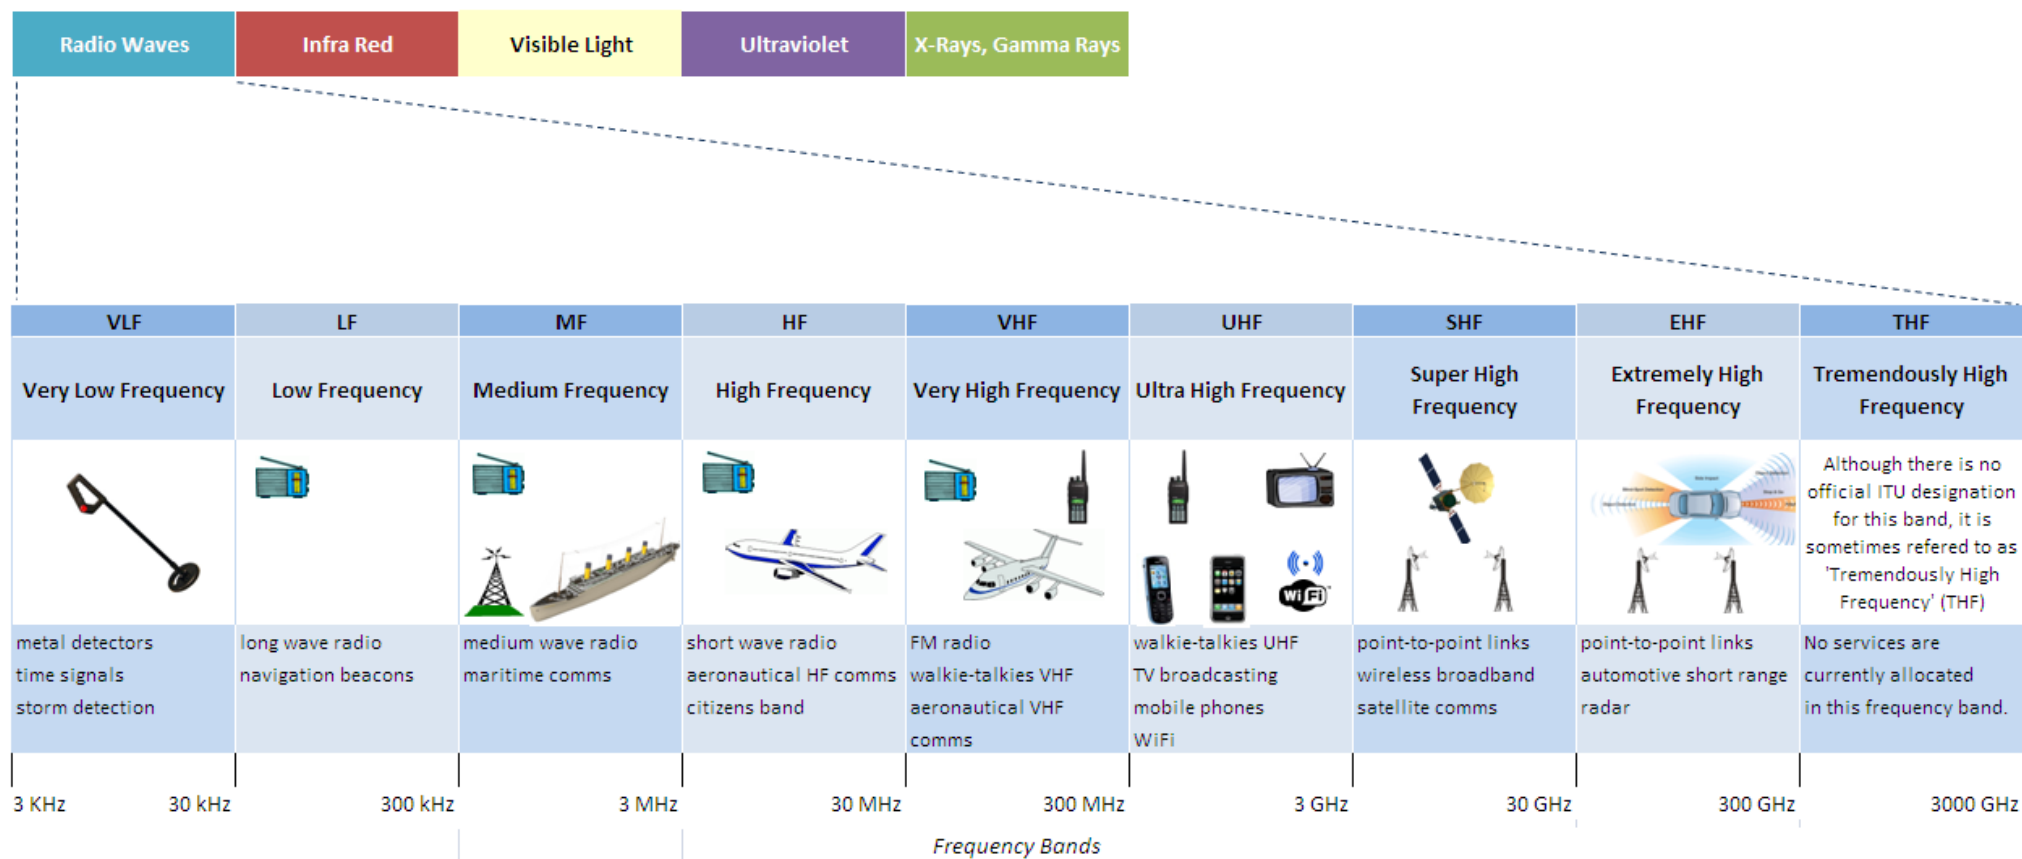 Radio Waves
Infra Red
Visible Light
Ultraviolet
X-Rays, Gamma Rays
VLF
LF
MF
HF
VHF
UHF
SHF
EHF
THF
Very Low Frequency
Low Frequency
Medium Frequency
High Frequency
Very High Frequency
Ultra High Frequency
Super High
Frequency
Extremely High
Frequency
Tremendously High
Frequency
WiFi
Although there is no
official ITU designation
for this band, it is
sometimes refered to as
'Tremendously High
Frequency' (THF)
metal detectors
time signals
storm detection
long wave radio
navigation beacons
medium wave radio
maritime comms
short wave radio
aeronautical HF comms
citizens band
FM radio
walkie-talkies VHF
aeronautical VHF
comms
walkie-talkies UHF
TV broadcasting
mobile phones
WiFi
point-to-point links
wireless broadband
satellite comms
point-to-point links
automotive short range
radar
No services are
currently allocated
in this frequency band.
3 KHz
30 kHz
300 kHz
3 MHz
30 MHz
300 MHz
3 GHz
30 GHz
300 GHz
3000 GHz
Frequency Bands